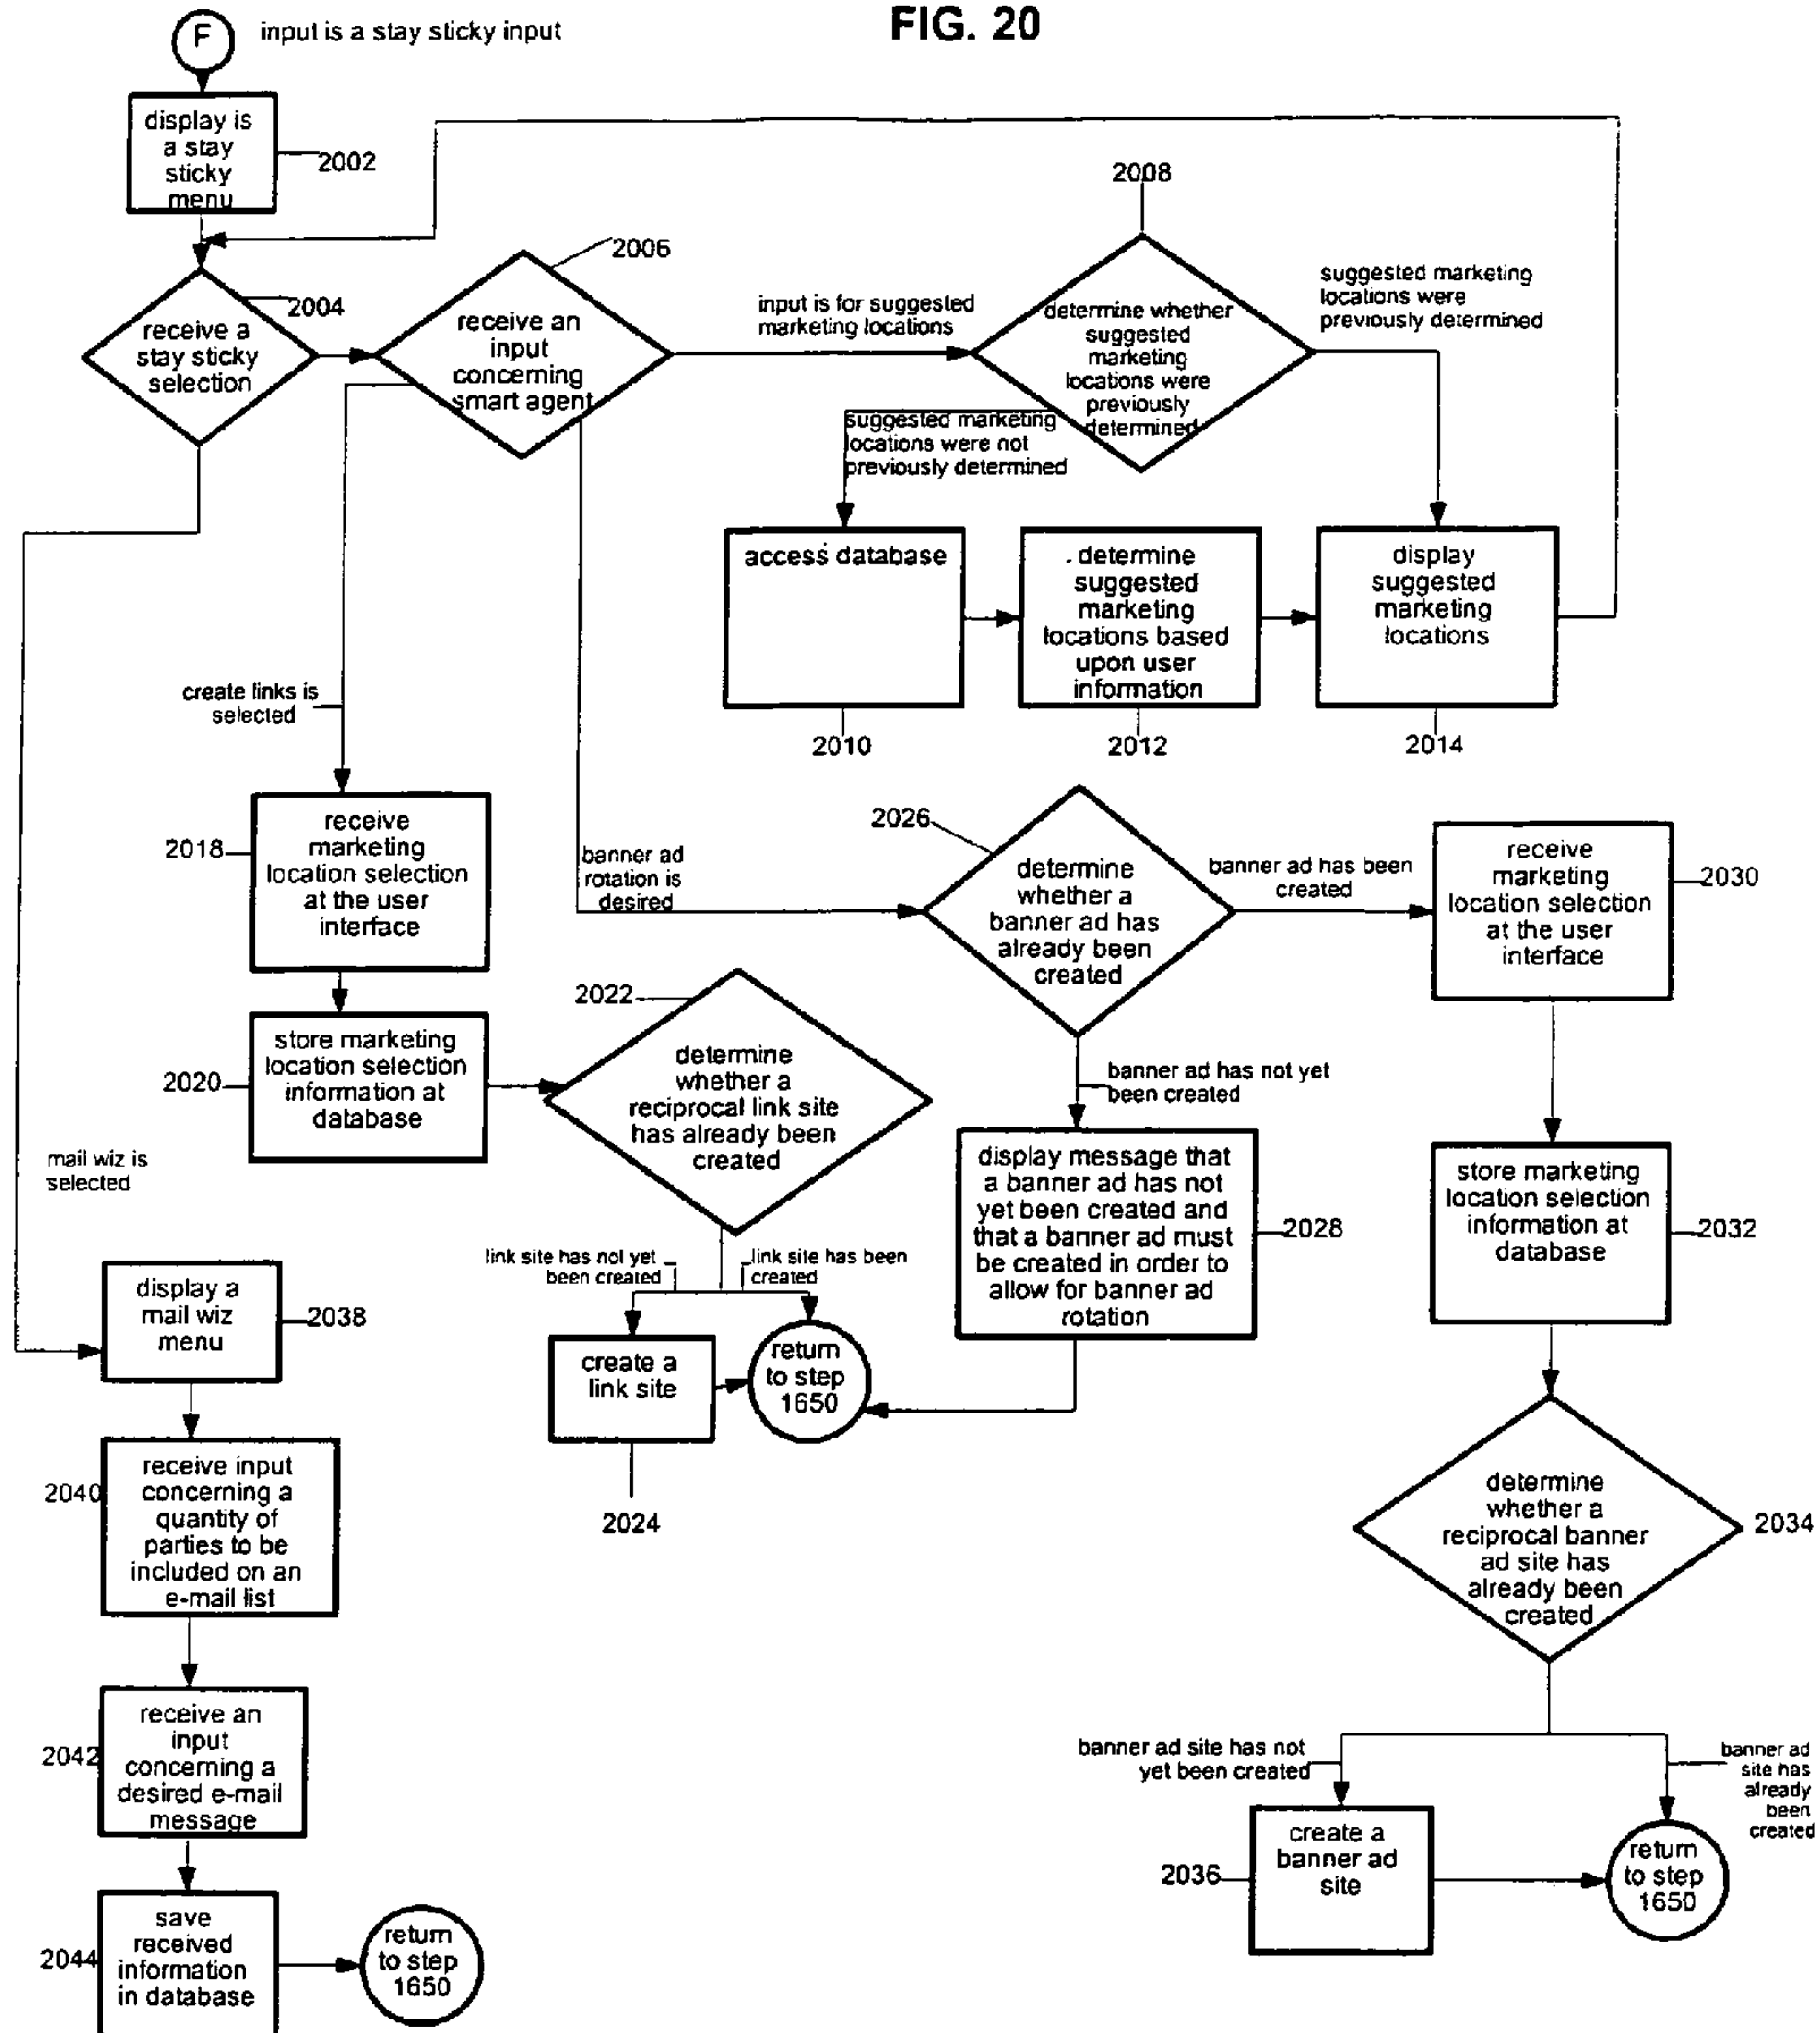 FIG. 20
F
input is a stay sticky input
display is
a stay
sticky
menu
2002
2004
receive a
stay sticky
selection
2006
receive an
input
concerning
smart agent
input is for suggested
marketing locations
2008
determine whether
suggested
marketing
locations were
previously
determined
suggested marketing
locations were
previously determined
suggested marketing
locations were not
previously determined
access database
2010
determine
suggested
marketing
locations based
upon user
information
2012
display
suggested
marketing
locations
2014
create links is
selected
2018
receive
marketing
location selection
at the user
interface
2020
store marketing
location selection
information at
database
2022
determine
whether a
reciprocal link site
has already been
created
link site has not yet
been created
link site has been
created
create a
link site
2024
return
to step
1650
banner ad
rotation is
desired
2026
determine
whether a
banner ad has
already been
created
banner ad has been
created
banner ad has not yet
been created
display message that
a banner ad has not
yet been created and
that a banner ad must
be created in order to
allow for banner ad
rotation
2028
receive
marketing
location selection
at the user
interface
2030
store marketing
location selection
information at
database
2032
determine
whether a
reciprocal banner
ad site has
already been
created
2034
banner ad site has not
yet been created
banner ad
site has
already
been
created
2036
create a
banner ad
site
return
to step
1650
mail wiz is
selected
display a
mail wiz
menu
2038
2040
receive input
concerning a
quantity of
parties to be
included on an
e-mail list
2042
receive an
input
concerning a
desired e-mail
message
2044
save
received
information
in database
return
to step
1650